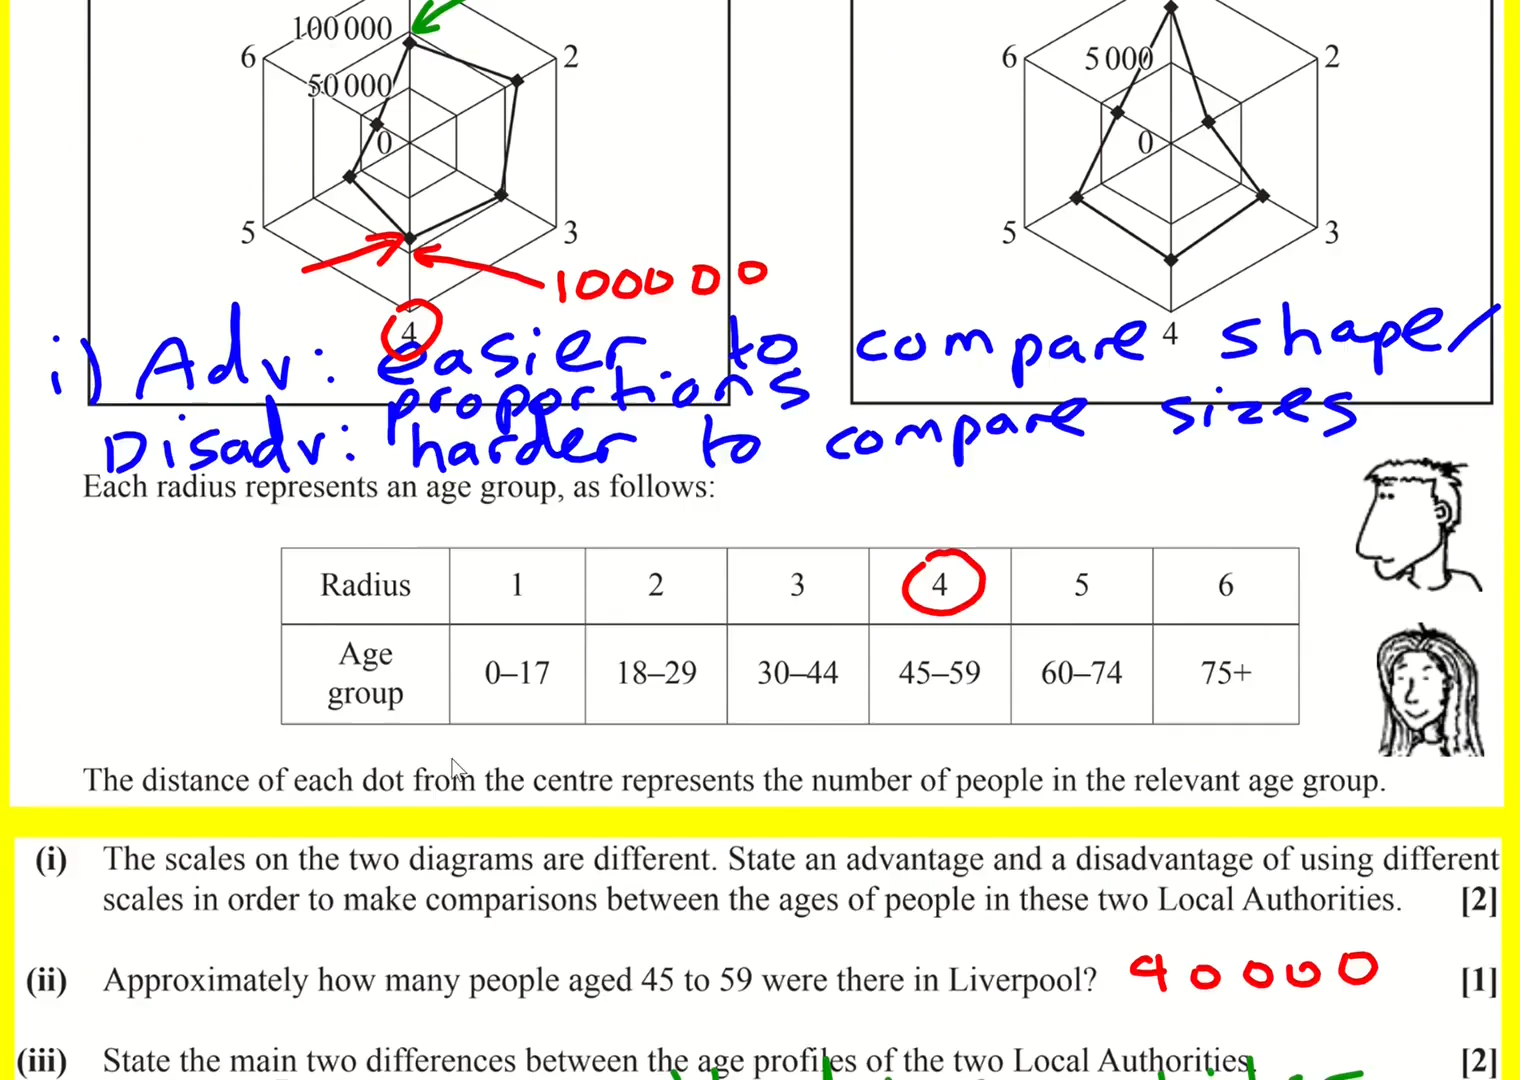 100 000
6
2
50 000
0
5
3
100000
4
6
5 000
2
0
5
3
4
i) Adv: easier to compare shape/
proportions
Disadv: harder to compare sizes
Each radius represents an age group, as follows:
Radius 1 2 3 4 5 6
Age group 0–17 18–29 30–44 45–59 60–74 75+
The distance of each dot from the centre represents the number of people in the relevant age group.
(i) The scales on the two diagrams are different. State an advantage and a disadvantage of using different
scales in order to make comparisons between the ages of people in these two Local Authorities. [2]
(ii) Approximately how many people aged 45 to 59 were there in Liverpool? 90000 [1]
(iii) State the main two differences between the age profiles of the two Local Authorities. [2]